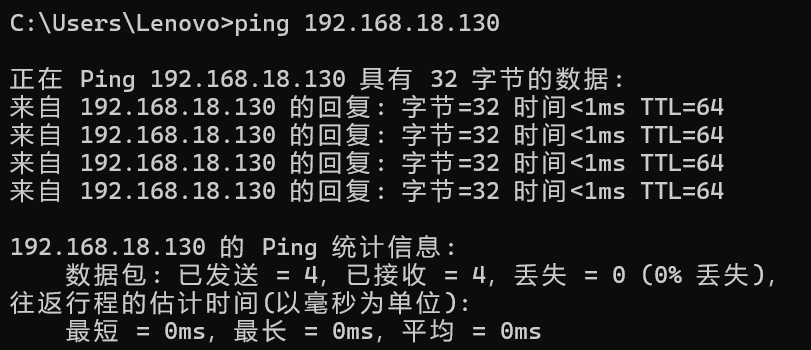 C:\Users\Lenovo>ping 192.168.18.130
正在 Ping 192.168.18.130 具有 32 字节的数据:
来自 192.168.18.130 的回复: 字节=32 时间<1ms TTL=64
来自 192.168.18.130 的回复: 字节=32 时间<1ms TTL=64
来自 192.168.18.130 的回复: 字节=32 时间<1ms TTL=64
来自 192.168.18.130 的回复: 字节=32 时间<1ms TTL=64
192.168.18.130 的 Ping 统计信息:
    数据包: 已发送 = 4, 已接收 = 4, 丢失 = 0 (0% 丢失),
往返行程的估计时间(以毫秒为单位):
    最短 = 0ms, 最长 = 0ms, 平均 = 0ms